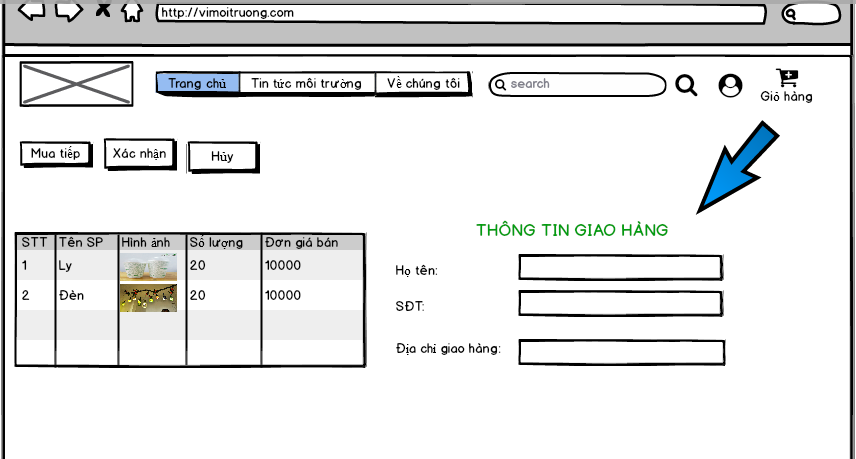 http://vimoitruong.com
Trang chủ Tin tức môi trường Về chúng tôi search
Giỏ hàng
Mua tiếp Xác nhận Hủy
THÔNG TIN GIAO HÀNG
STT Tên SP Hình ảnh Số lượng Đơn giá bán
1 Ly 20 10000
2 Đèn 20 10000
Họ tên:
SĐT:
Địa chỉ giao hàng: